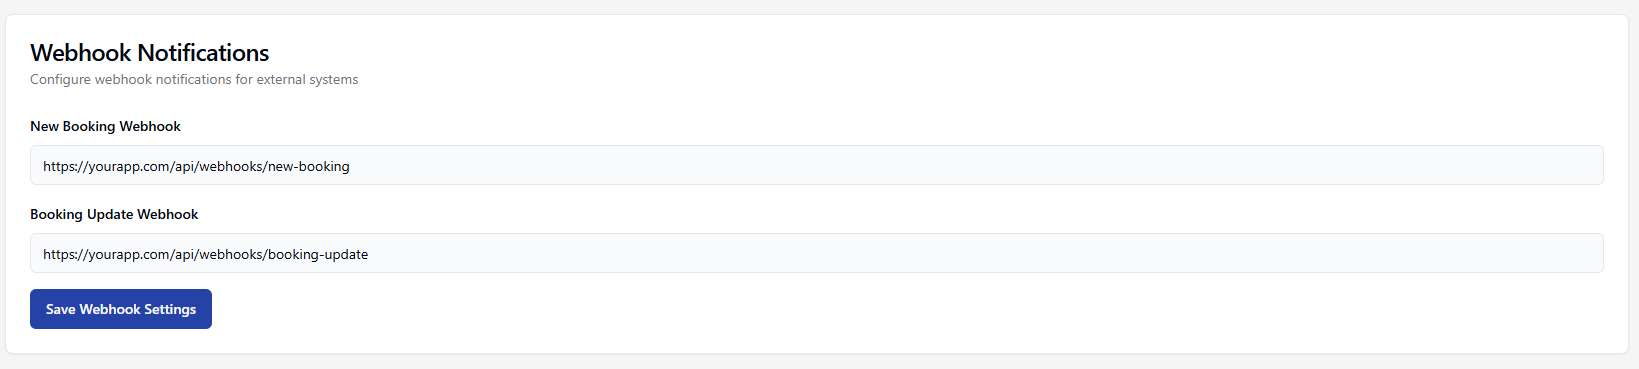 Webhook Notifications
Configure webhook notifications for external systems
New Booking Webhook
https://yourapp.com/api/webhooks/new-booking
Booking Update Webhook
https://yourapp.com/api/webhooks/booking-update
Save Webhook Settings